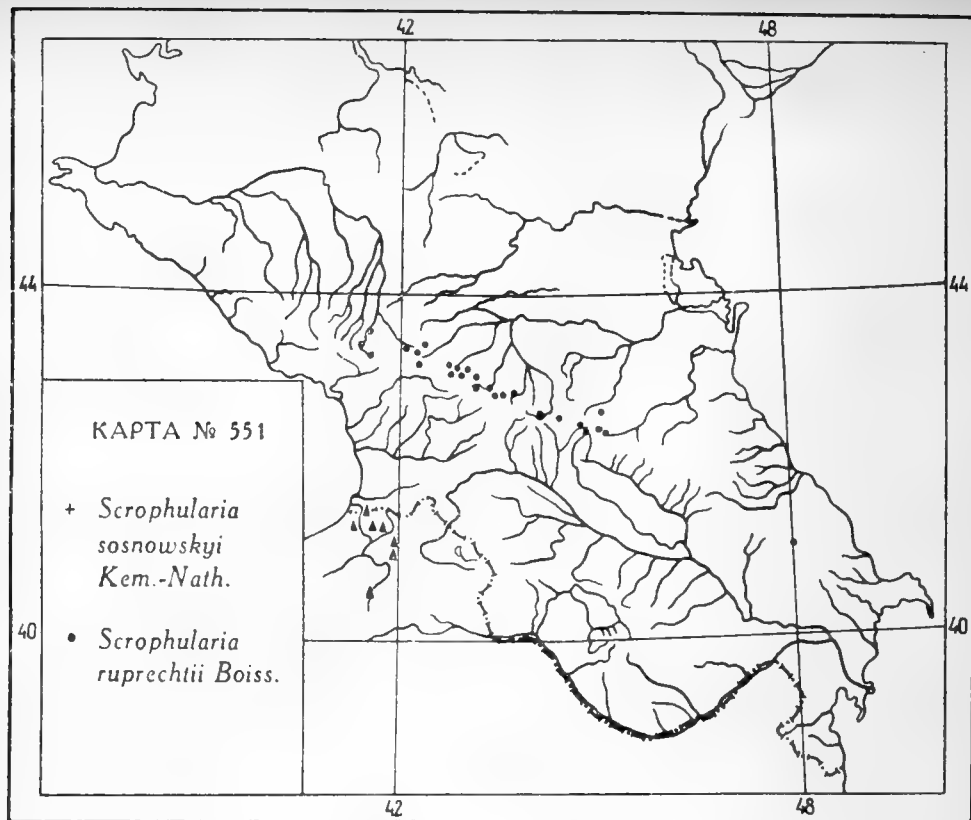 42 48
44 44
КАРТА № 551
+ Scrophularia
sosnowskyi
Kem.-Nath.
• Scrophularia
ruprechtii Boiss.
40 40
42 48